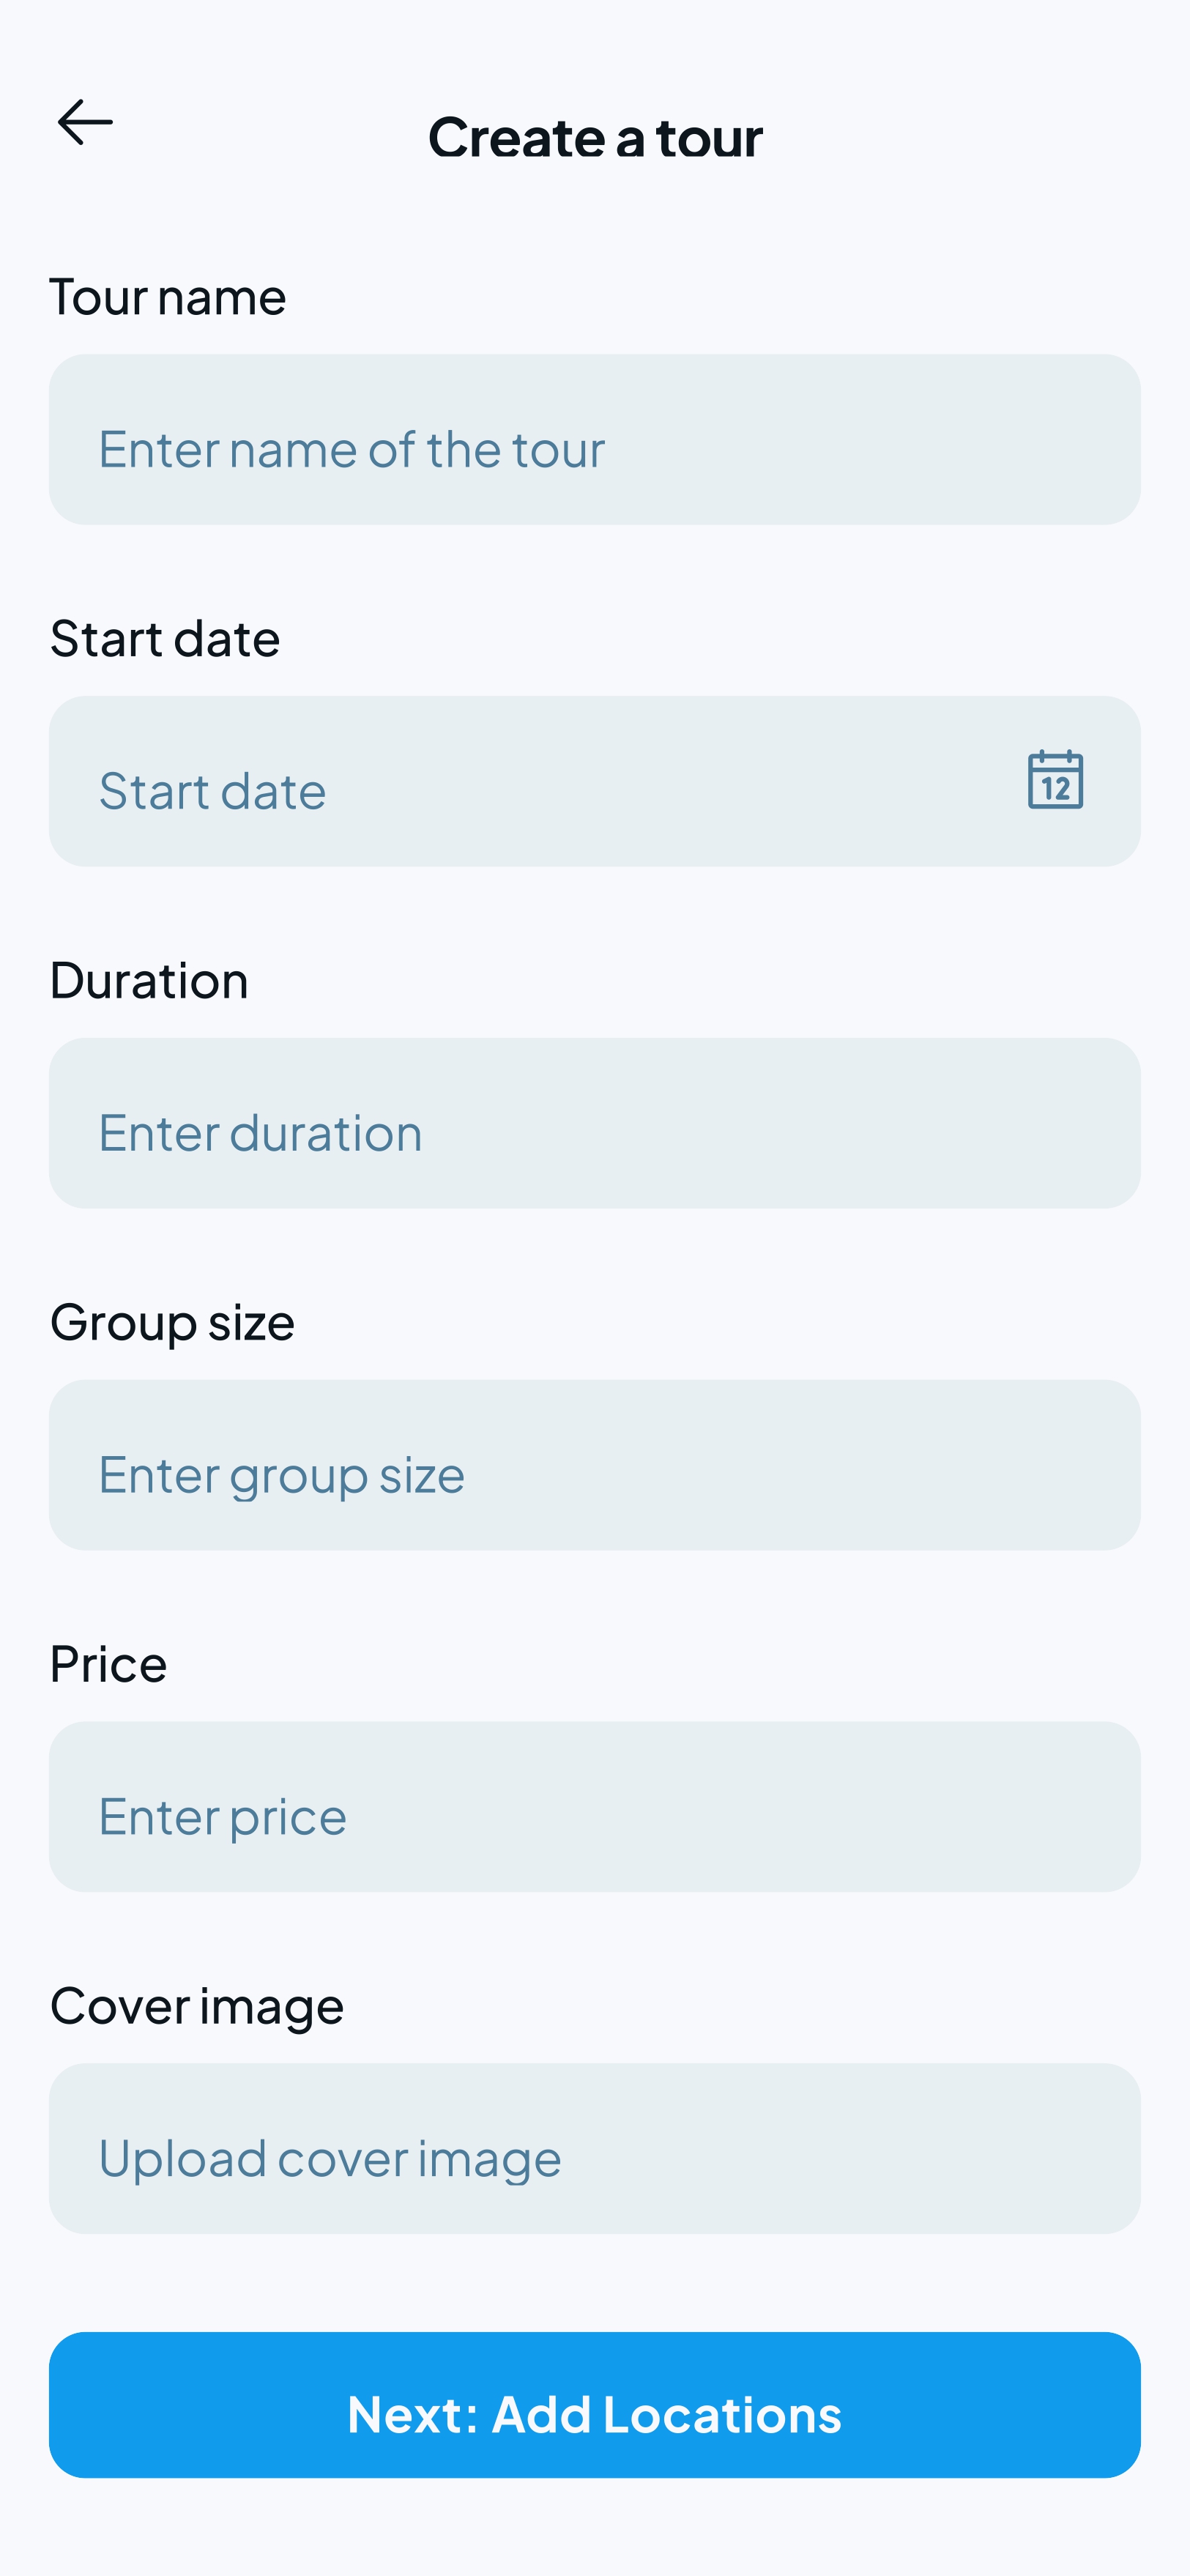 Create a tour
Tour name
Enter name of the tour
Start date
Start date
12
Duration
Enter duration
Group size
Enter group size
Price
Enter price
Cover image
Upload cover image
Next: Add Locations